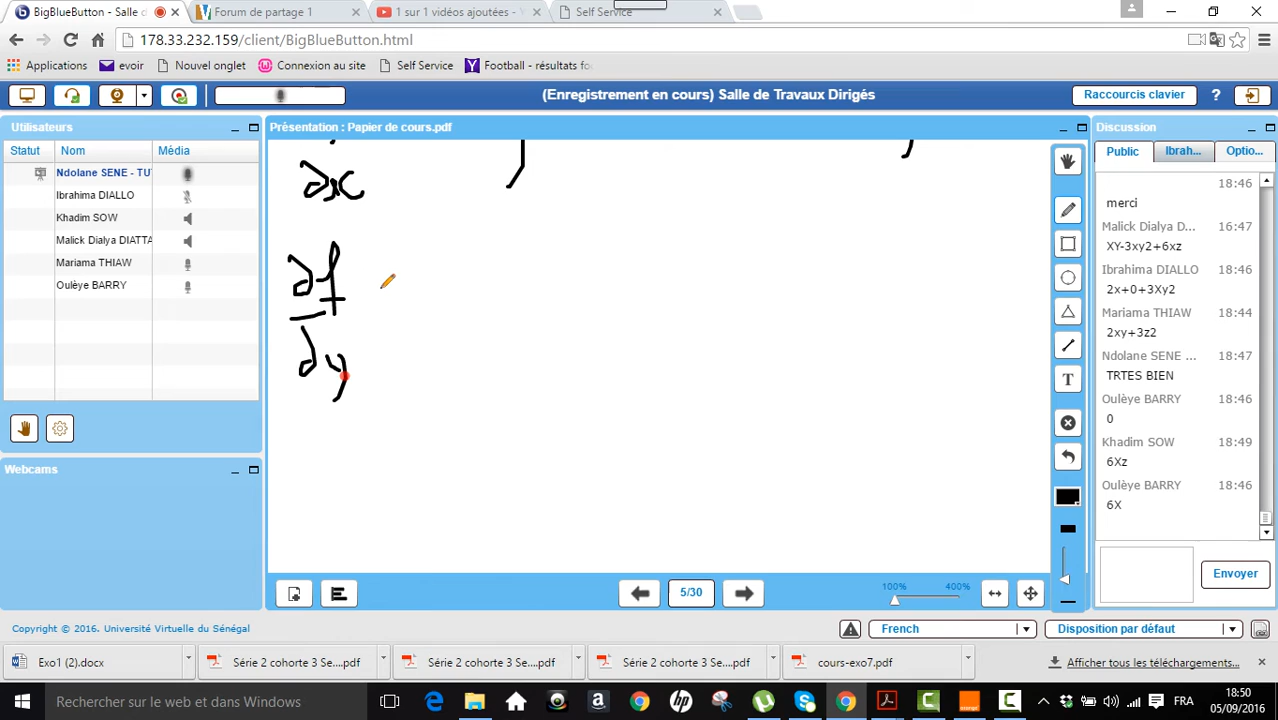 BigBlueButton - Salle d
Forum de partage 1
1 sur 1 vidéos ajoutées -
Self Service
178.33.232.159/client/BigBlueButton.html
Applications
evoir
Nouvel onglet
Connexion au site
Self Service
Football - résultats fo
(Enregistrement en cours) Salle de Travaux Dirigés
Raccourcis clavier
?
Utilisateurs
Statut Nom Média
Ndolane SENE - TU
Ibrahima DIALLO
Khadim SOW
Malick Dialya DIATTA
Mariama THIAW
Oulèye BARRY
Webcams
Présentation : Papier de cours.pdf
∂x
∂f
∂y
T
5/30
100% 400%
Discussion
Public Ibrah... Optio...
18:46
merci
Malick Dialya D... 16:47
XY-3xy2+6xz
Ibrahima DIALLO 18:46
2x+0+3Xy2
Mariama THIAW 18:44
2xy+3z2
Ndolane SENE ... 18:47
TRTES BIEN
Oulèye BARRY 18:46
0
Khadim SOW 18:49
6Xz
Oulèye BARRY 18:46
6X
Envoyer
Copyright © 2016. Université Virtuelle du Sénégal
French
Disposition par défaut
Exo1 (2).docx
Série 2 cohorte 3 Se....pdf
Série 2 cohorte 3 Se....pdf
Série 2 cohorte 3 Se....pdf
cours-exo7.pdf
Afficher tous les téléchargements...
Rechercher sur le web et dans Windows
FRA
18:50
05/09/2016